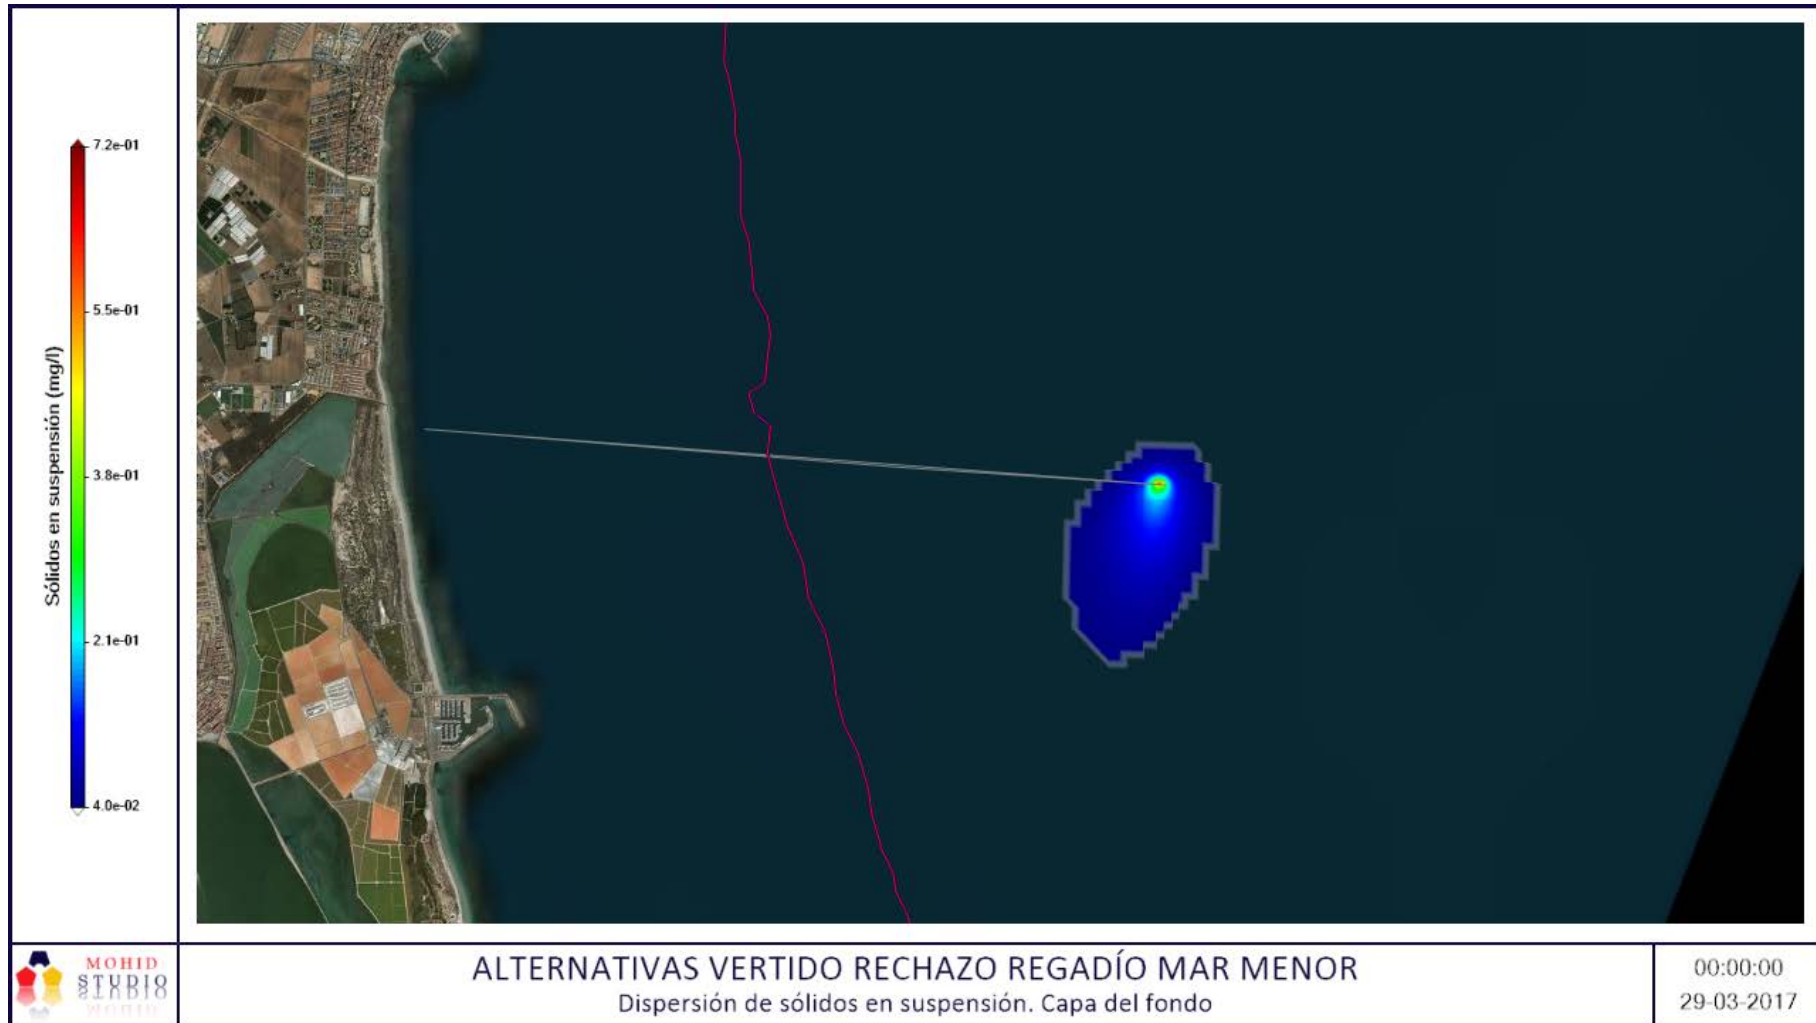 Sólidos en suspensión (mg/l)
7.2e-01
5.5e-01
3.8e-01
2.1e-01
4.0e-02
MOHID
STUDIO
ALTERNATIVAS VERTIDO RECHAZO REGADÍO MAR MENOR
Dispersión de sólidos en suspensión. Capa del fondo
00:00:00
29-03-2017